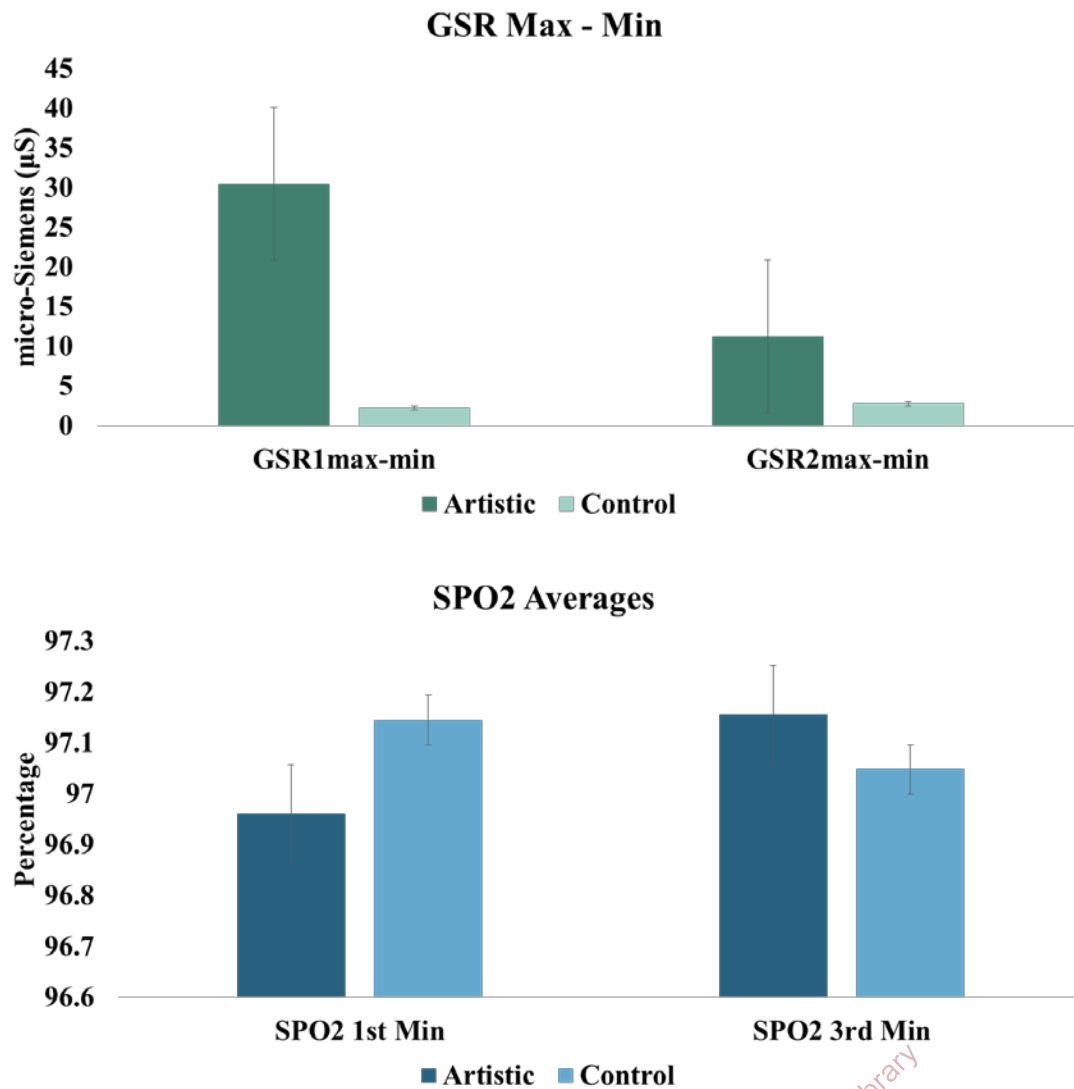 GSR Max - Min
45
40
35
30
25
20
15
10
5
0
micro-Siemens (µS)
GSR1max-min GSR2max-min
Artistic Control
SPO2 Averages
97.3
97.2
97.1
97
96.9
96.8
96.7
96.6
Percentage
SPO2 1st Min SPO2 3rd Min
Artistic Control